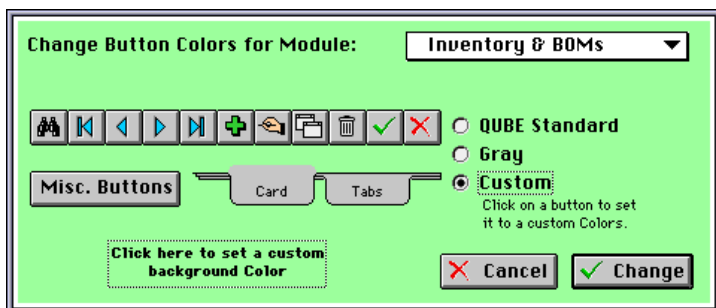 Change Button Colors for Module:
Inventory & BOMs
QUBE Standard
Gray
Misc. Buttons
Card
Tabs
Custom
Click on a button to set
it to a custom Colors.
Click here to set a custom
background Color
Cancel
Change